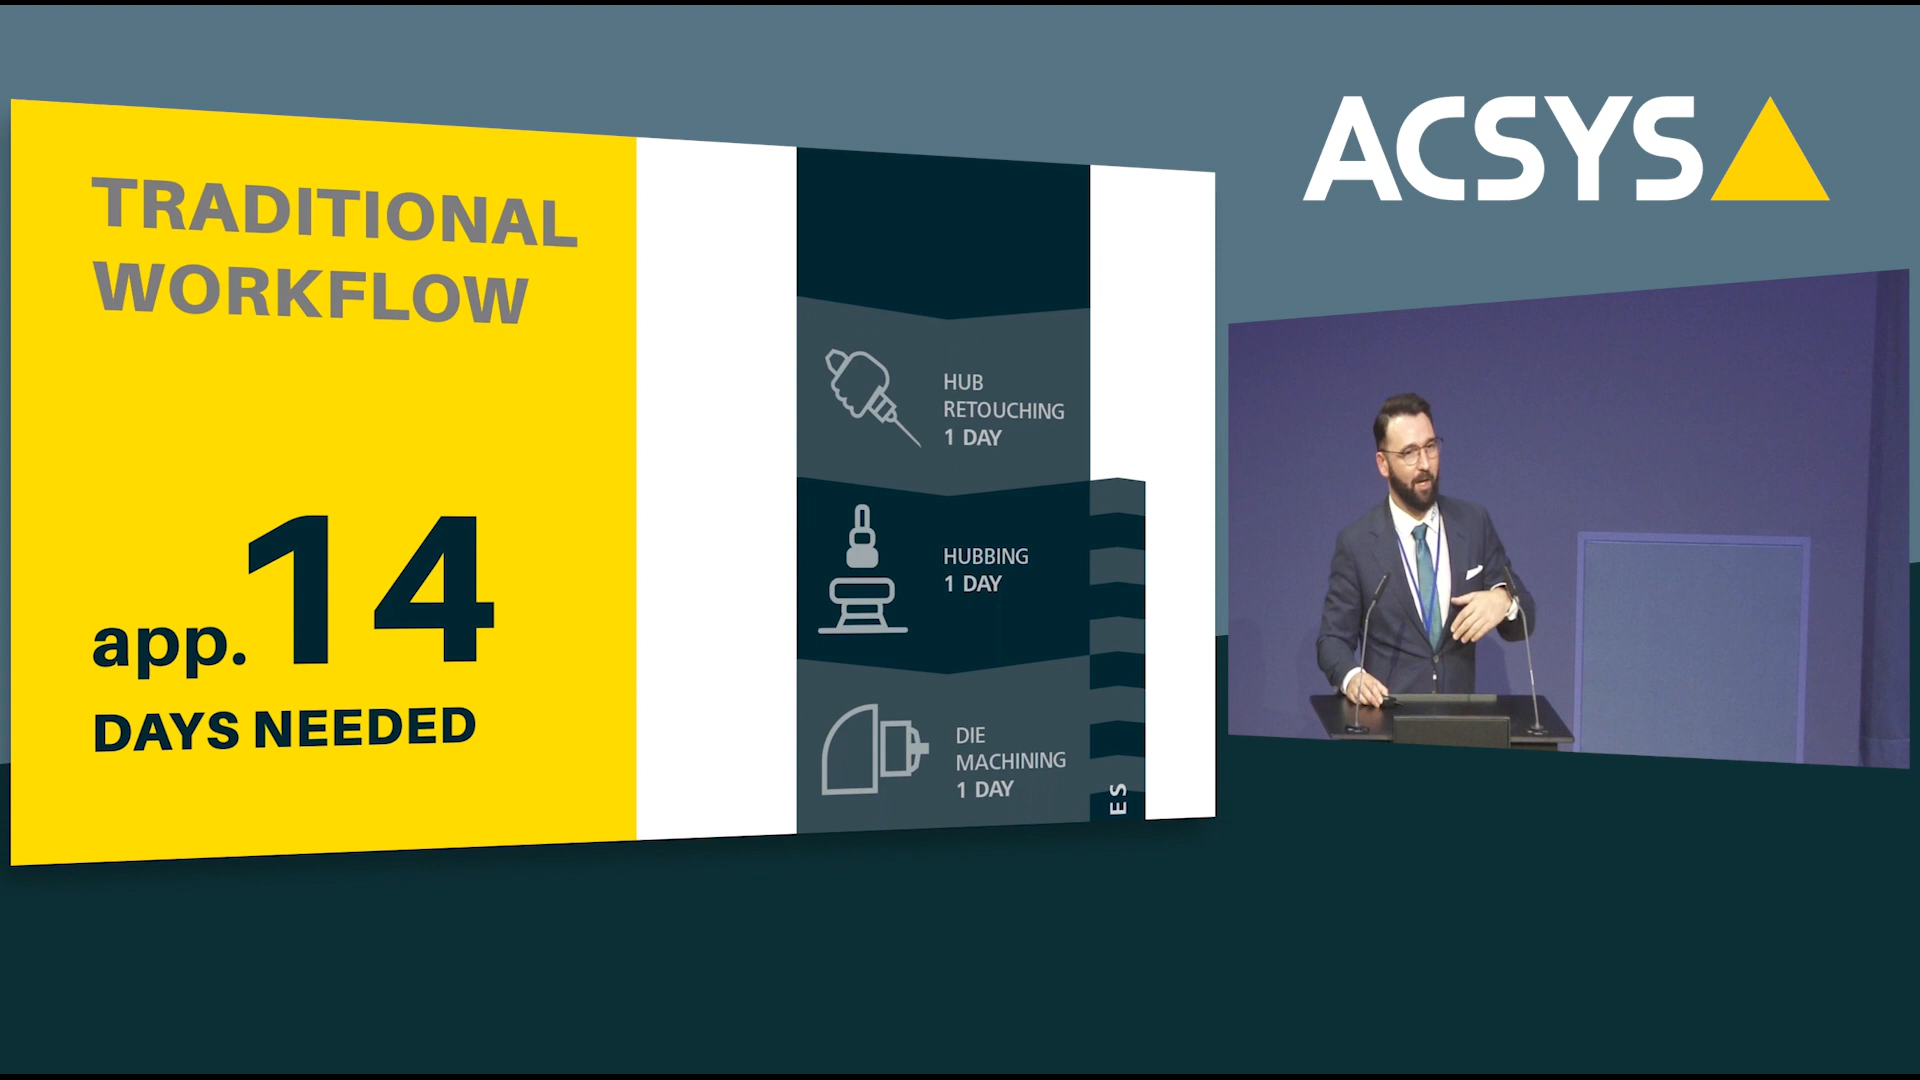 TRADITIONAL
WORKFLOW
app. 14
DAYS NEEDED
HUB
RETOUCHING
1 DAY
HUBBING
1 DAY
DIE
MACHINING
1 DAY
ES
ACSYS